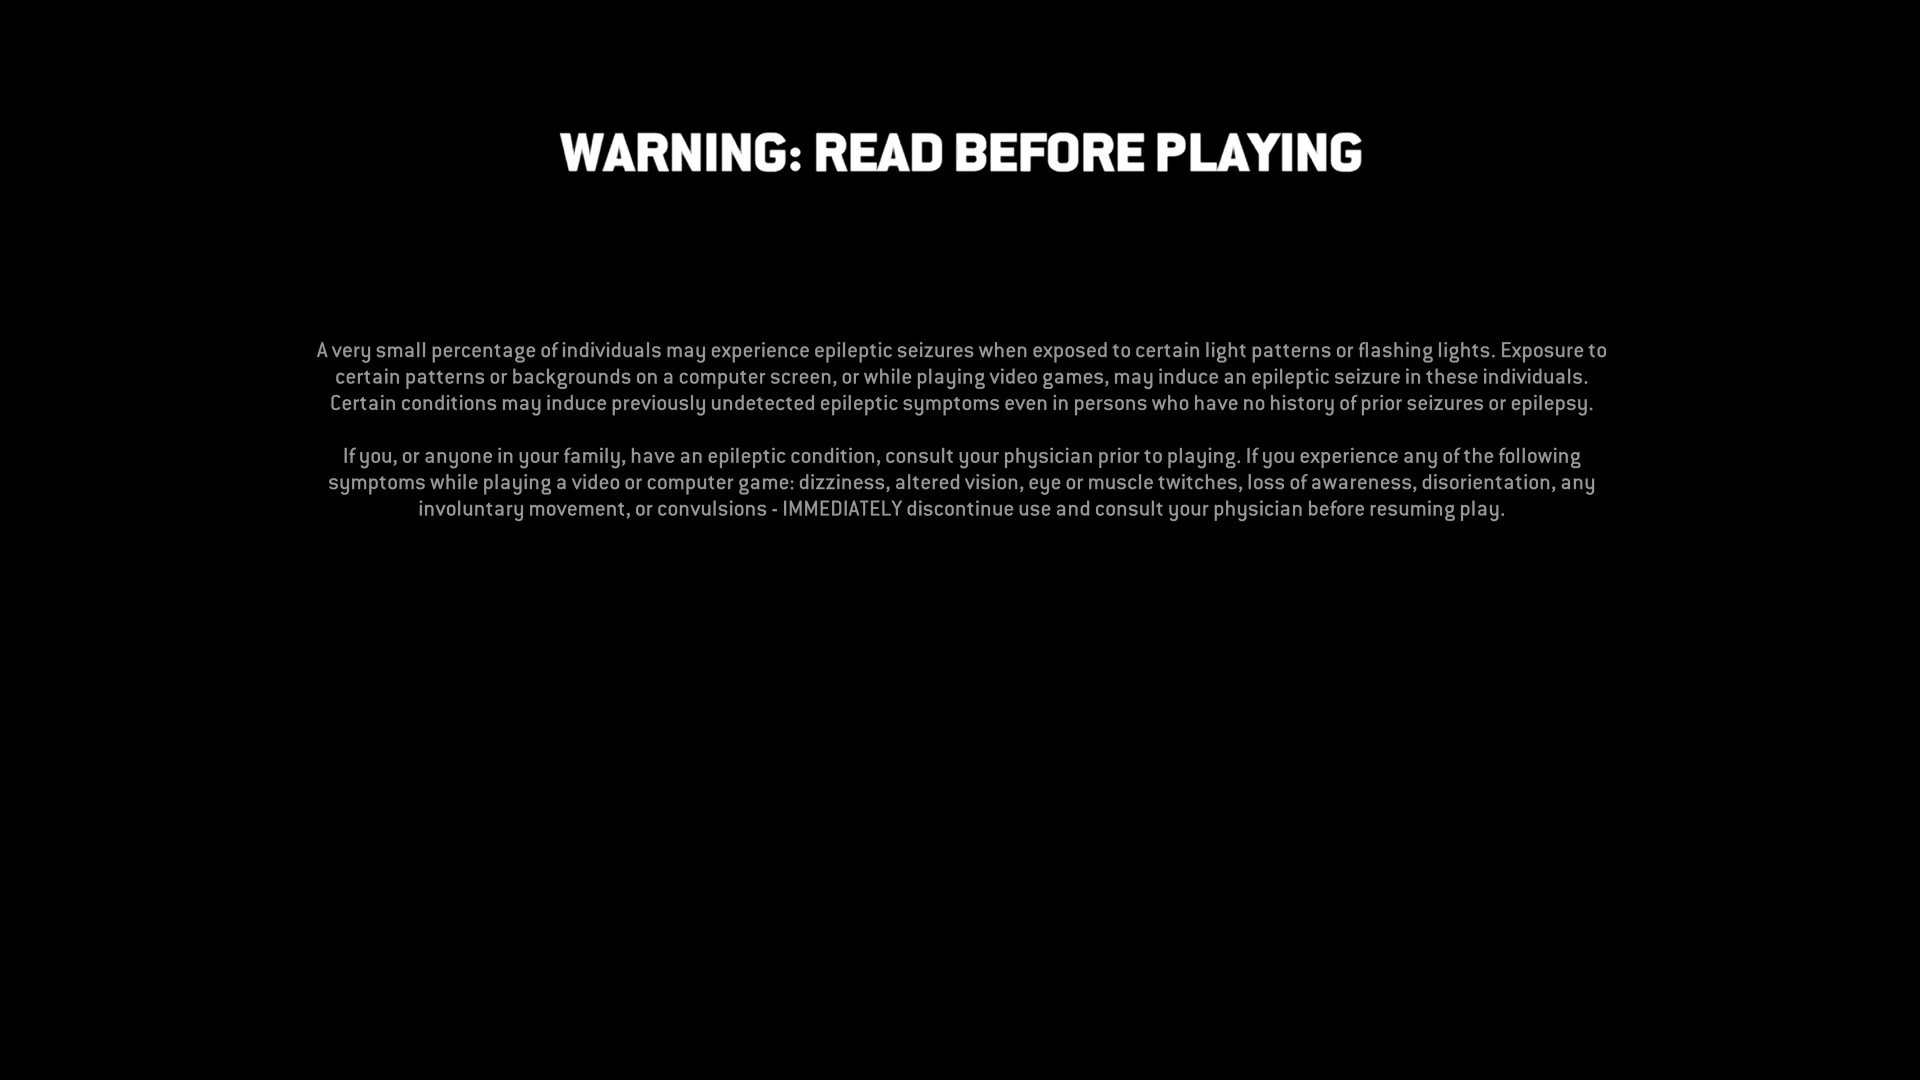 WARNING: READ BEFORE PLAYING
A very small percentage of individuals may experience epileptic seizures when exposed to certain light patterns or flashing lights. Exposure to
certain patterns or backgrounds on a computer screen, or while playing video games, may induce an epileptic seizure in these individuals.
Certain conditions may induce previously undetected epileptic symptoms even in persons who have no history of prior seizures or epilepsy.
If you, or anyone in your family, have an epileptic condition, consult your physician prior to playing. If you experience any of the following
symptoms while playing a video or computer game: dizziness, altered vision, eye or muscle twitches, loss of awareness, disorientation, any
involuntary movement, or convulsions - IMMEDIATELY discontinue use and consult your physician before resuming play.